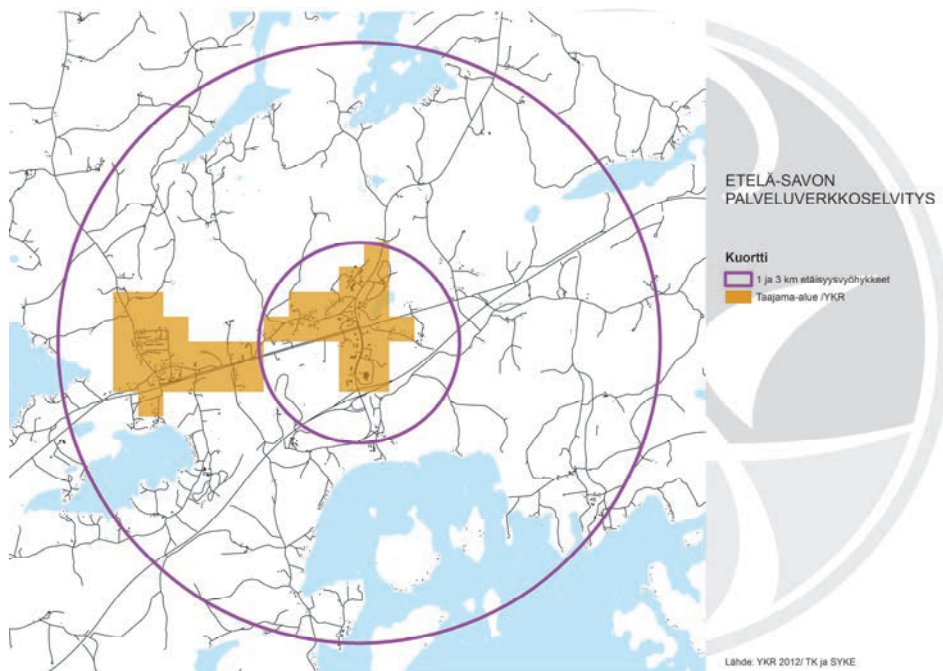 ETELÄ-SAVON
PALVELUVERKKOSELVITYS
Kuortti
1 ja 3 km etäisyysvyöhykkeet
Taajama-alue /YKR
Lähde: YKR 2012/ TK ja SYKE